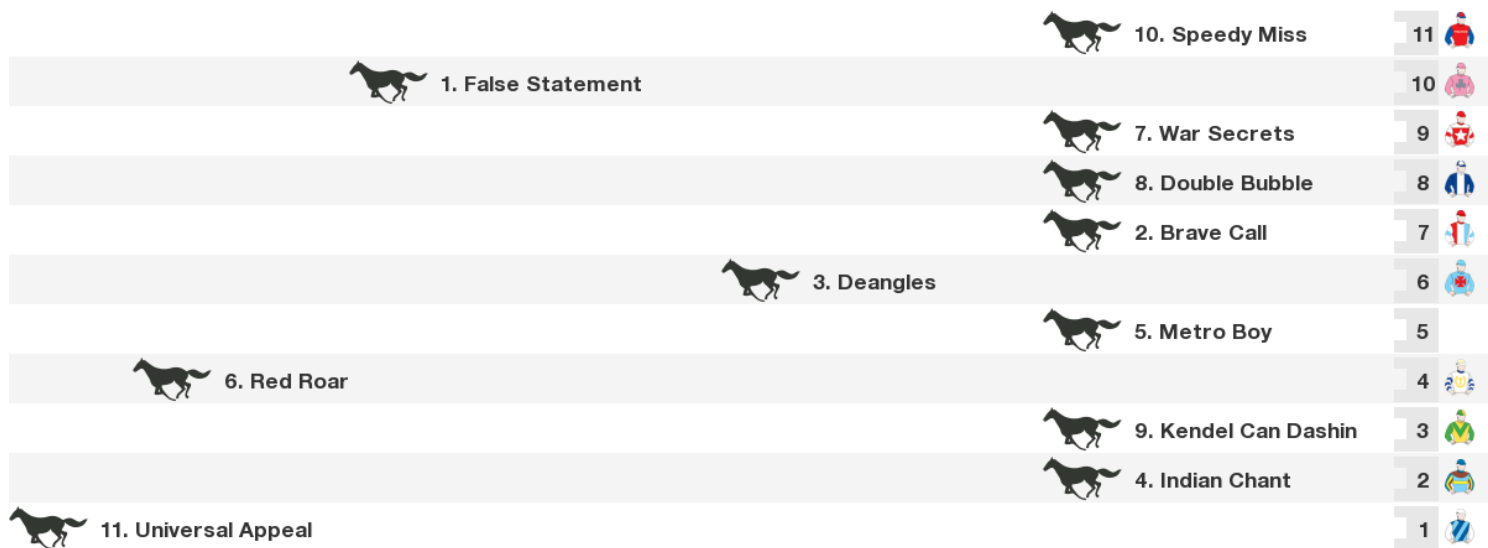 10. Speedy Miss 11
1. False Statement 10
7. War Secrets 9
8. Double Bubble 8
2. Brave Call 7
3. Deangles 6
5. Metro Boy 5
6. Red Roar 4
9. Kendel Can Dashin 3
4. Indian Chant 2
11. Universal Appeal 1